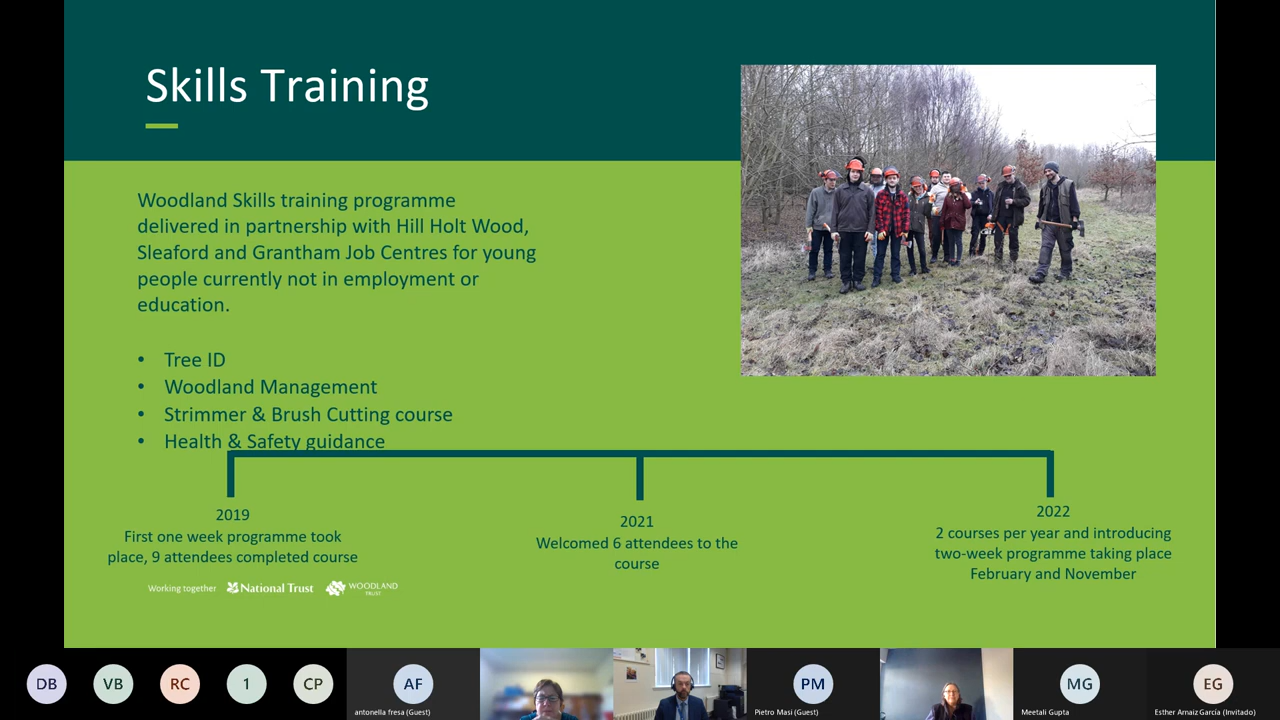 Skills Training
Woodland Skills training programme
delivered in partnership with Hill Holt Wood,
Sleaford and Grantham Job Centres for young
people currently not in employment or
education.
• Tree ID
• Woodland Management
• Strimmer & Brush Cutting course
• Health & Safety guidance
2019
First one week programme took
place, 9 attendees completed course
2021
Welcomed 6 attendees to the
course
2022
2 courses per year and introducing
two-week programme taking place
February and November
Working together National Trust WOODLAND
TRUST
DB VB RC 1 CP AF PM MG EG
antonella fresa (Guest) Pietro Masi (Guest) Meetali Gupta Esther Arnaiz García (Invitado)